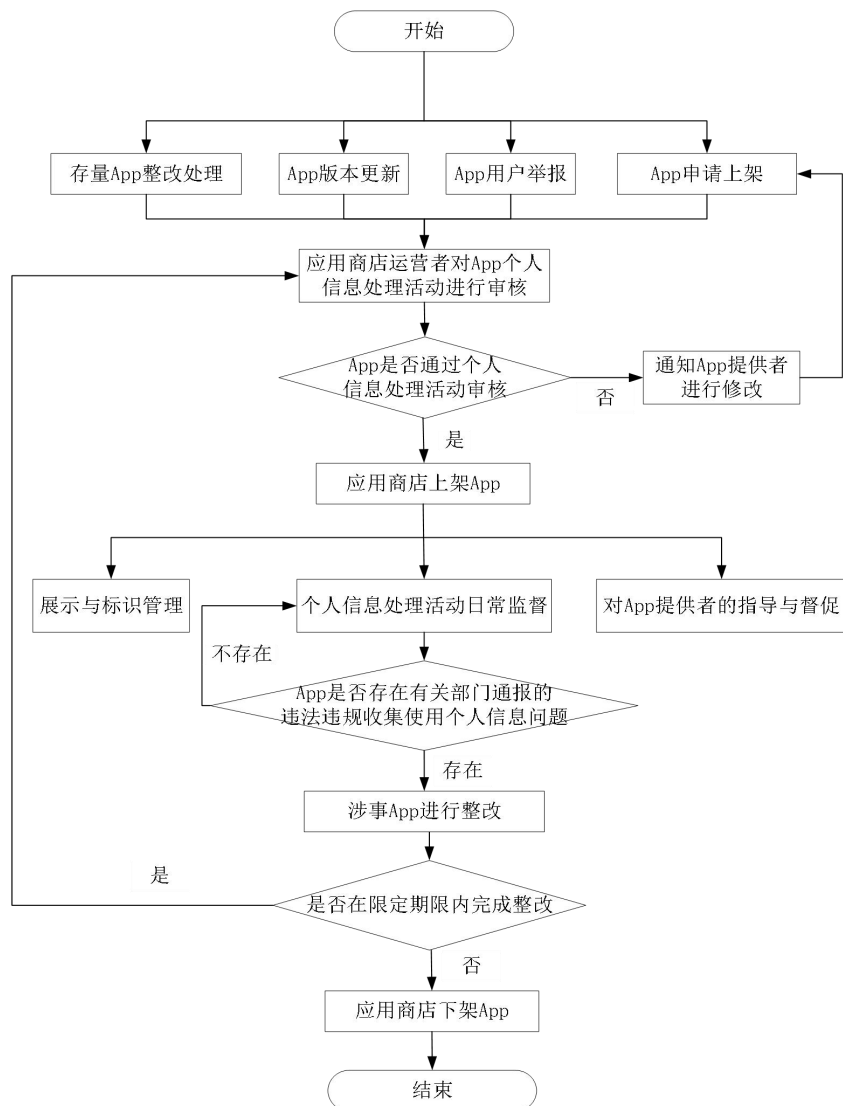 开始
存量App整改处理
App版本更新
App用户举报
App申请上架
应用商店运营者对App个人
信息处理活动进行审核
App是否通过个人
信息处理活动审核
否
通知App提供者
进行修改
是
应用商店上架App
展示与标识管理
个人信息处理活动日常监督
对App提供者的指导与督促
不存在
App是否存在有关部门通报的
违法违规收集使用个人信息问题
存在
涉事App进行整改
是
是否在限定期限内完成整改
否
应用商店下架App
结束